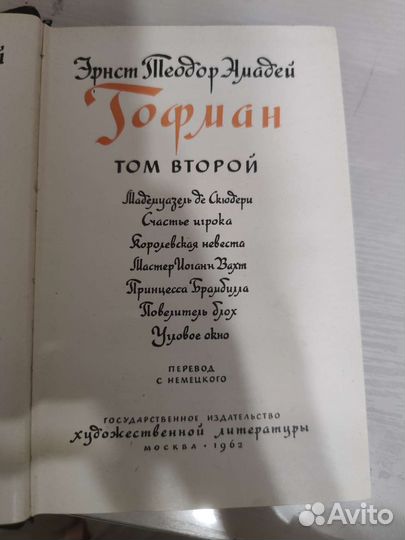 й
Эрнст Теодор Амадей
Гофман
ТОМ ВТОРОЙ
Мадемуазель де Скюдери
Счастье игрока
Королевская невеста
Мастер Иоганн Вахт
Принцесса Брамбилла
Повелитель блох
Угловое окно
ПЕРЕВОД
С НЕМЕЦКОГО
ГОСУДАРСТВЕННОЕ ИЗДАТЕЛЬСТВО
художественной литературы
МОСКВА · 1962
Avito